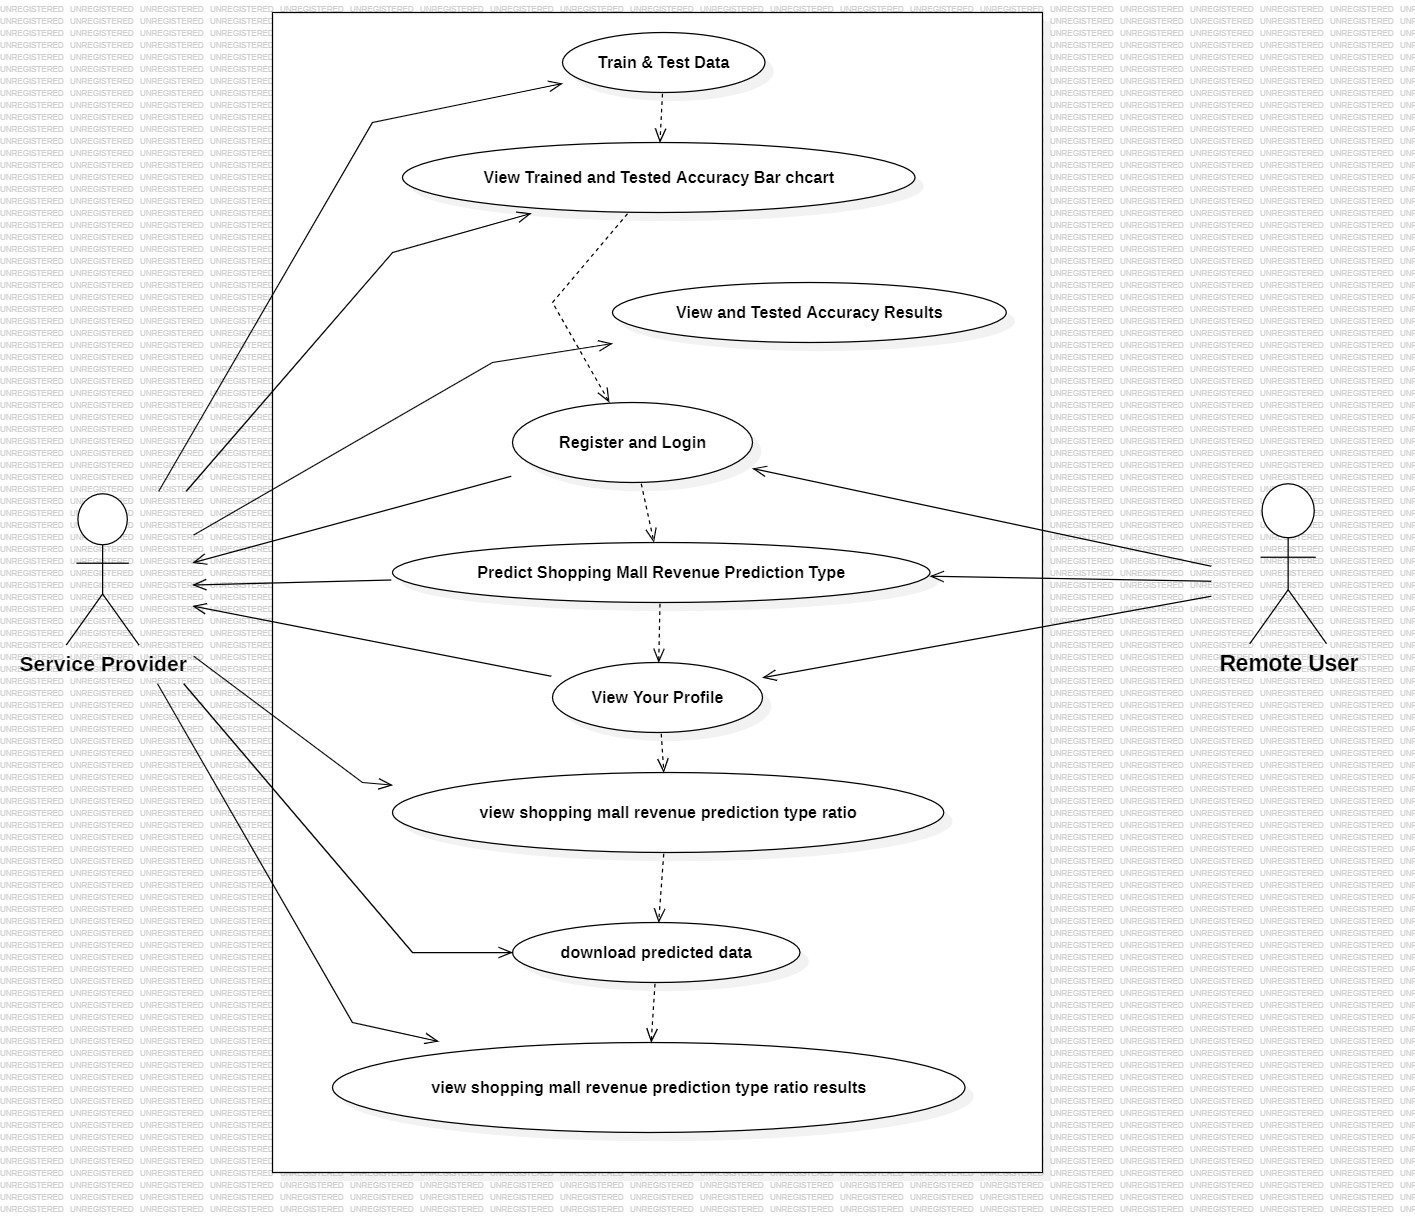 Train & Test Data
View Trained and Tested Accuracy Bar chcart
View and Tested Accuracy Results
Register and Login
Predict Shopping Mall Revenue Prediction Type
Service Provider
Remote User
View Your Profile
view shopping mall revenue prediction type ratio
download predicted data
view shopping mall revenue prediction type ratio results
UNREGISTERED